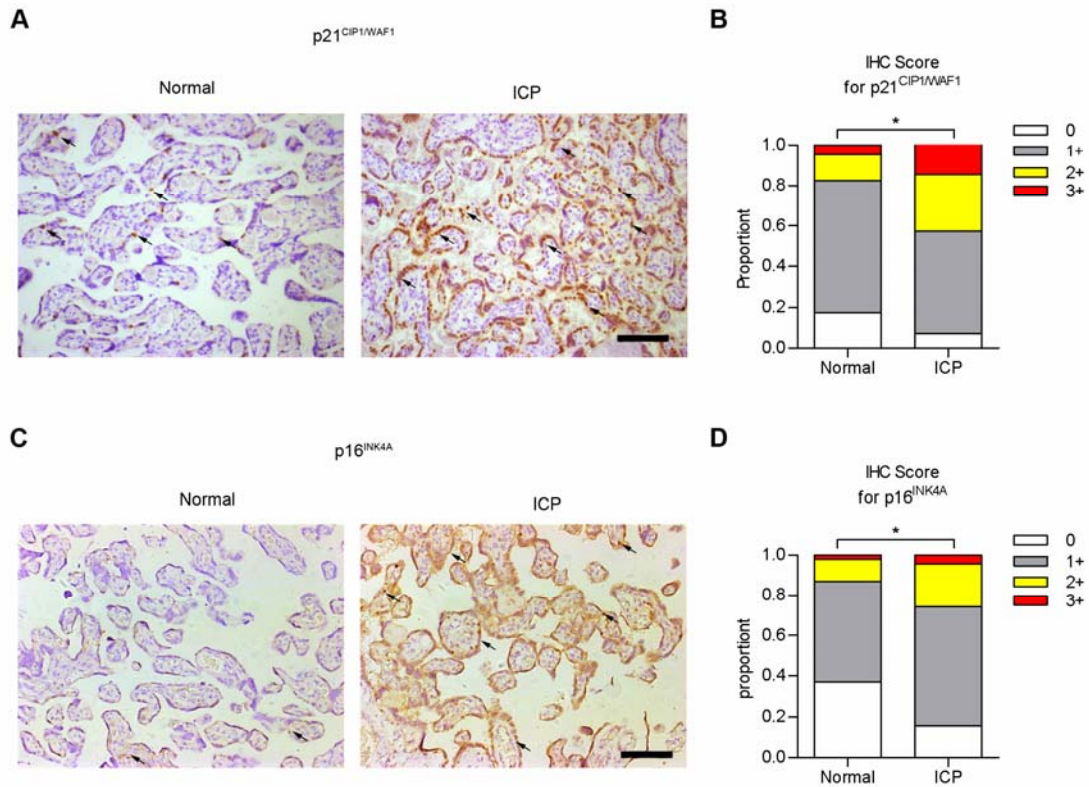 A
p21CIP1/WAF1
Normal
ICP
B
IHC Score
for p21CIP1/WAF1
*
0
1+
2+
3+
1.0
0.8
0.6
0.4
0.2
0.0
Proportiont
Normal
ICP
C
p16INK4A
Normal
ICP
D
IHC Score
for p16INK4A
*
0
1+
2+
3+
1.0
0.8
0.6
0.4
0.2
0.0
proportiont
Normal
ICP